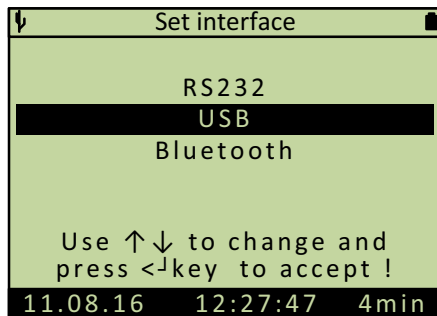 Set interface
RS232
USB
Bluetooth
Use ↑↓ to change and
press <┘key to accept !
11.08.16 12:27:47 4min